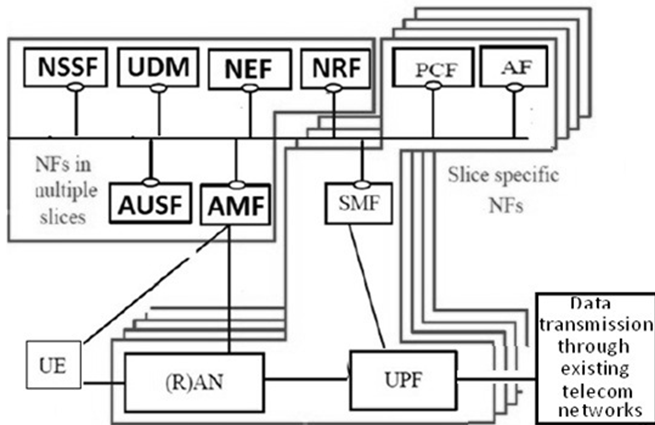 NSSF
UDM
NEF
NRF
PCF
AF
NFs in
multiple
slices
AUSF
AMF
SMF
Slice specific
NFs
UE
(R)AN
UPF
Data
transmission
through
existing
telecom
networks